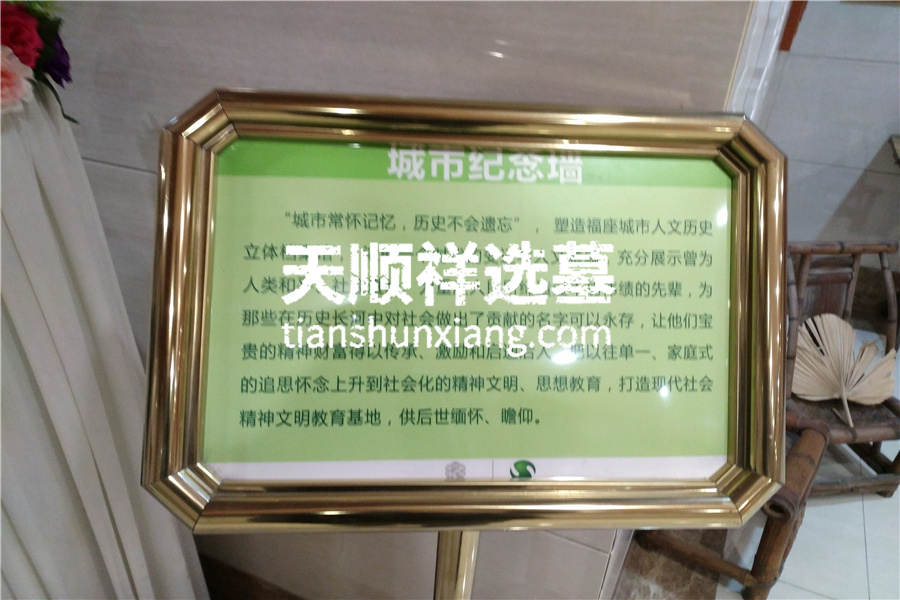 城市纪念墙
“城市常怀记忆，历史不会遗忘”，塑造福座城市人文历史
立体
充分展示曾为
天顺祥选墓
人类和
绩的先辈，为
那些在历史长河中对社会做出了贡献的名字可以永存，让他们宝
tianshunxiang.com
贵的精神财富得以传承、激励和启迪后人，把以往单一、家庭式
的追思怀念上升到社会化的精神文明、思想教育，打造现代社会
精神文明教育基地，供后世缅怀、瞻仰。